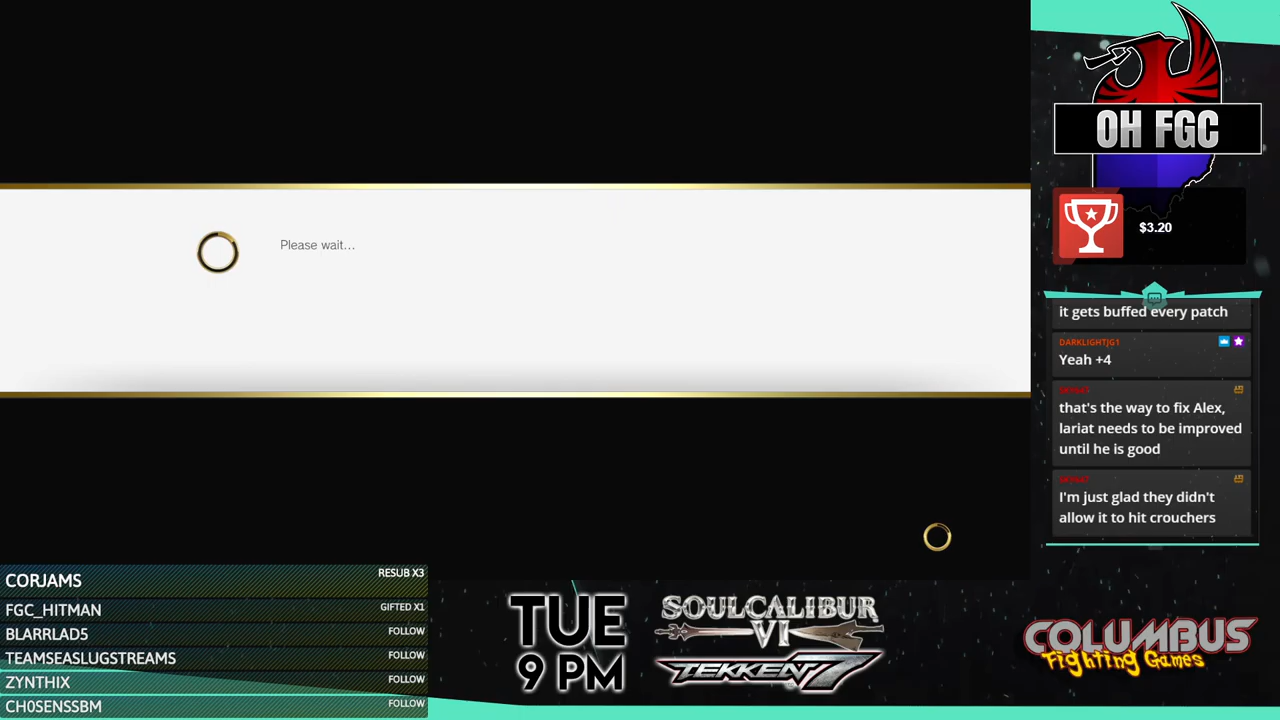 Please wait...
OH FGC
$3.20
it gets buffed every patch
DARKLIGHTJG1
Yeah +4
that's the way to fix Alex,
lariat needs to be improved
until he is good
I'm just glad they didn't
allow it to hit crouchers
CORJAMS RESUB X3
FGC_HITMAN GIFTED X1
BLARRLAD5 FOLLOW
TEAMSEASLUGSTREAMS FOLLOW
ZYNTHIX FOLLOW
CH0SENSSBM FOLLOW
TUE
9 PM
SOULCALIBUR
VI
TEKKEN 7
COLUMBUS
Fighting Games